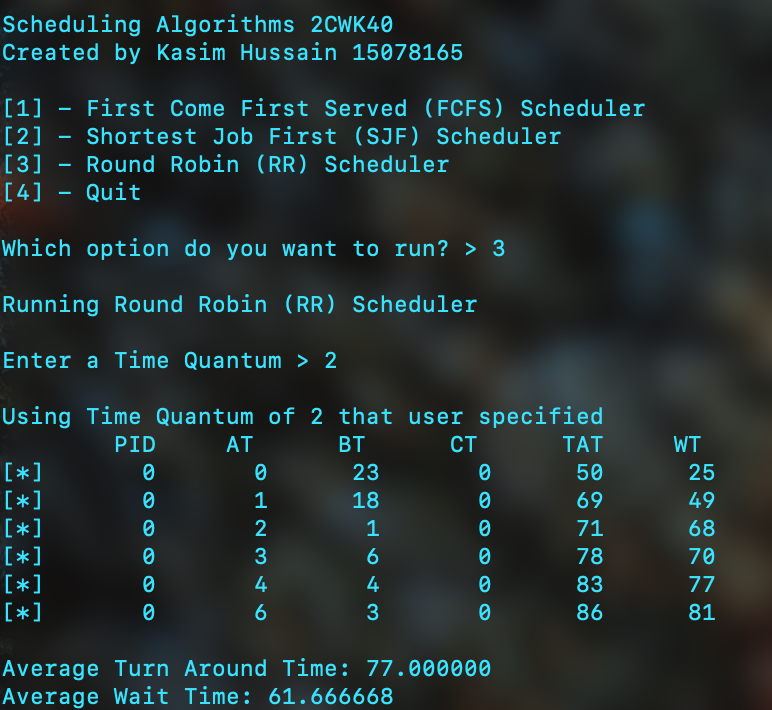 Scheduling Algorithms 2CWK40
Created by Kasim Hussain 15078165
[1] – First Come First Served (FCFS) Scheduler
[2] – Shortest Job First (SJF) Scheduler
[3] – Round Robin (RR) Scheduler
[4] – Quit
Which option do you want to run? > 3
Running Round Robin (RR) Scheduler
Enter a Time Quantum > 2
Using Time Quantum of 2 that user specified
PID AT BT CT TAT WT
[*] 0 0 23 0 50 25
[*] 0 1 18 0 69 49
[*] 0 2 1 0 71 68
[*] 0 3 6 0 78 70
[*] 0 4 4 0 83 77
[*] 0 6 3 0 86 81
Average Turn Around Time: 77.000000
Average Wait Time: 61.666668